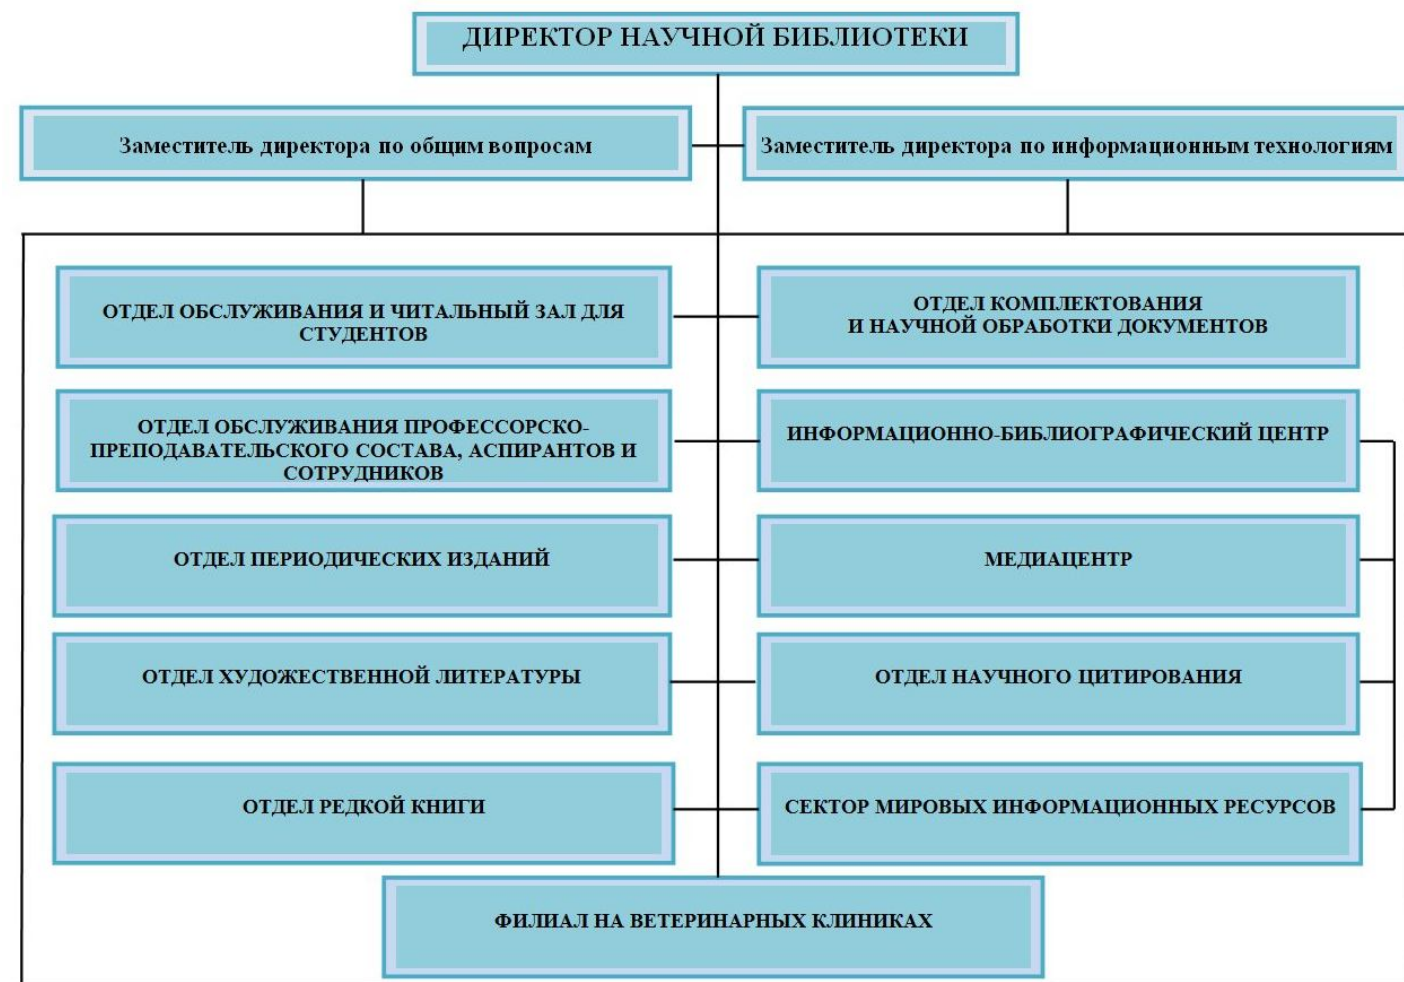 ДИРЕКТОР НАУЧНОЙ БИБЛИОТЕКИ
Заместитель директора по общим вопросам
Заместитель директора по информационным технологиям
ОТДЕЛ ОБСЛУЖИВАНИЯ И ЧИТАЛЬНЫЙ ЗАЛ ДЛЯ
СТУДЕНТОВ
ОТДЕЛ КОМПЛЕКТОВАНИЯ
И НАУЧНОЙ ОБРАБОТКИ ДОКУМЕНТОВ
ОТДЕЛ ОБСЛУЖИВАНИЯ ПРОФЕССОРСКО-
ПРЕПОДАВАТЕЛЬСКОГО СОСТАВА, АСПИРАНТОВ И
СОТРУДНИКОВ
ИНФОРМАЦИОННО-БИБЛИОГРАФИЧЕСКИЙ ЦЕНТР
ОТДЕЛ ПЕРИОДИЧЕСКИХ ИЗДАНИЙ
МЕДИАЦЕНТР
ОТДЕЛ ХУДОЖЕСТВЕННОЙ ЛИТЕРАТУРЫ
ОТДЕЛ НАУЧНОГО ЦИТИРОВАНИЯ
ОТДЕЛ РЕДКОЙ КНИГИ
СЕКТОР МИРОВЫХ ИНФОРМАЦИОННЫХ РЕСУРСОВ
ФИЛИАЛ НА ВЕТЕРИНАРНЫХ КЛИНИКАХ